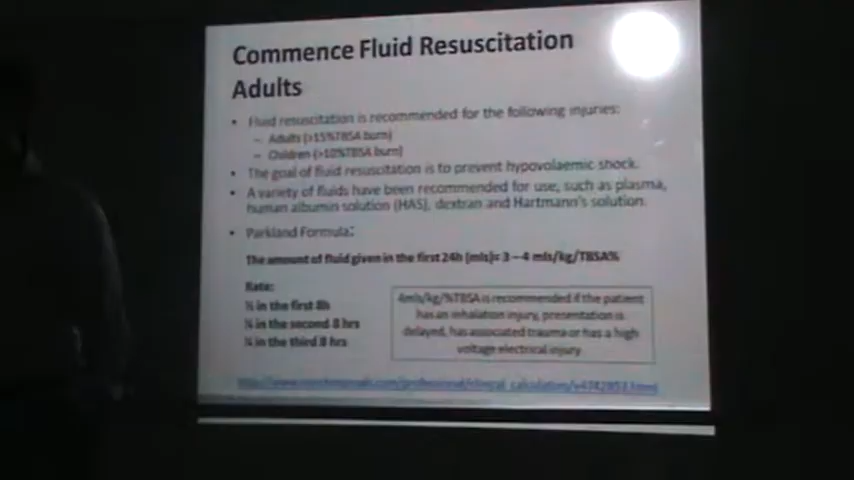 Commence Fluid Resuscitation
Adults
• Fluid resuscitation is recommended for the following injuries:
– Adults (>15%TBSA burn)
– Children (>10%TBSA burn)
• The goal of fluid resuscitation is to prevent hypovolaemic shock.
• A variety of fluids have been recommended for use, such as plasma,
human albumin solution (HAS), dextran and Hartmann's solution.
• Parkland Formula:
The amount of fluid given in the first 24h (mls)= 3 – 4 mls/kg/TBSA%
Rate:
½ in the first 8h
¼ in the second 8 hrs
¼ in the third 8 hrs
4mls/kg/%TBSA is recommended if the patient
has an inhalation injury, presentation is
delayed, has associated trauma or has a high
voltage electrical injury